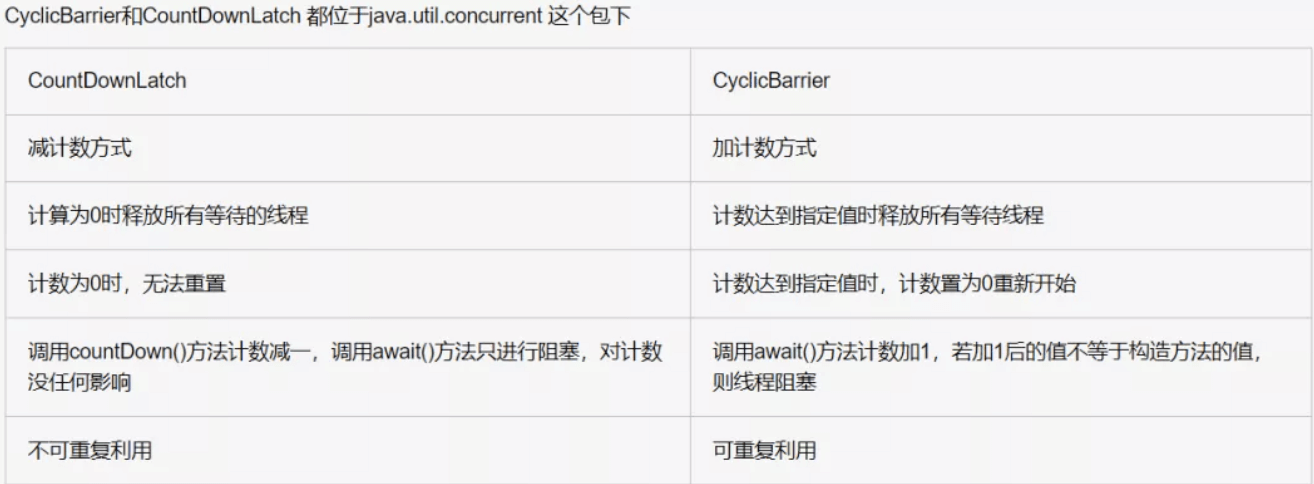 CyclicBarrier和CountDownLatch 都位于java.util.concurrent 这个包下
CountDownLatch
CyclicBarrier
减计数方式
加计数方式
计算为0时释放所有等待的线程
计数达到指定值时释放所有等待线程
计数为0时，无法重置
计数达到指定值时，计数置为0重新开始
调用countDown()方法计数减一，调用await()方法只进行阻塞，对计数
没任何影响
调用await()方法计数加1，若加1后的值不等于构造方法的值，
则线程阻塞
不可重复利用
可重复利用